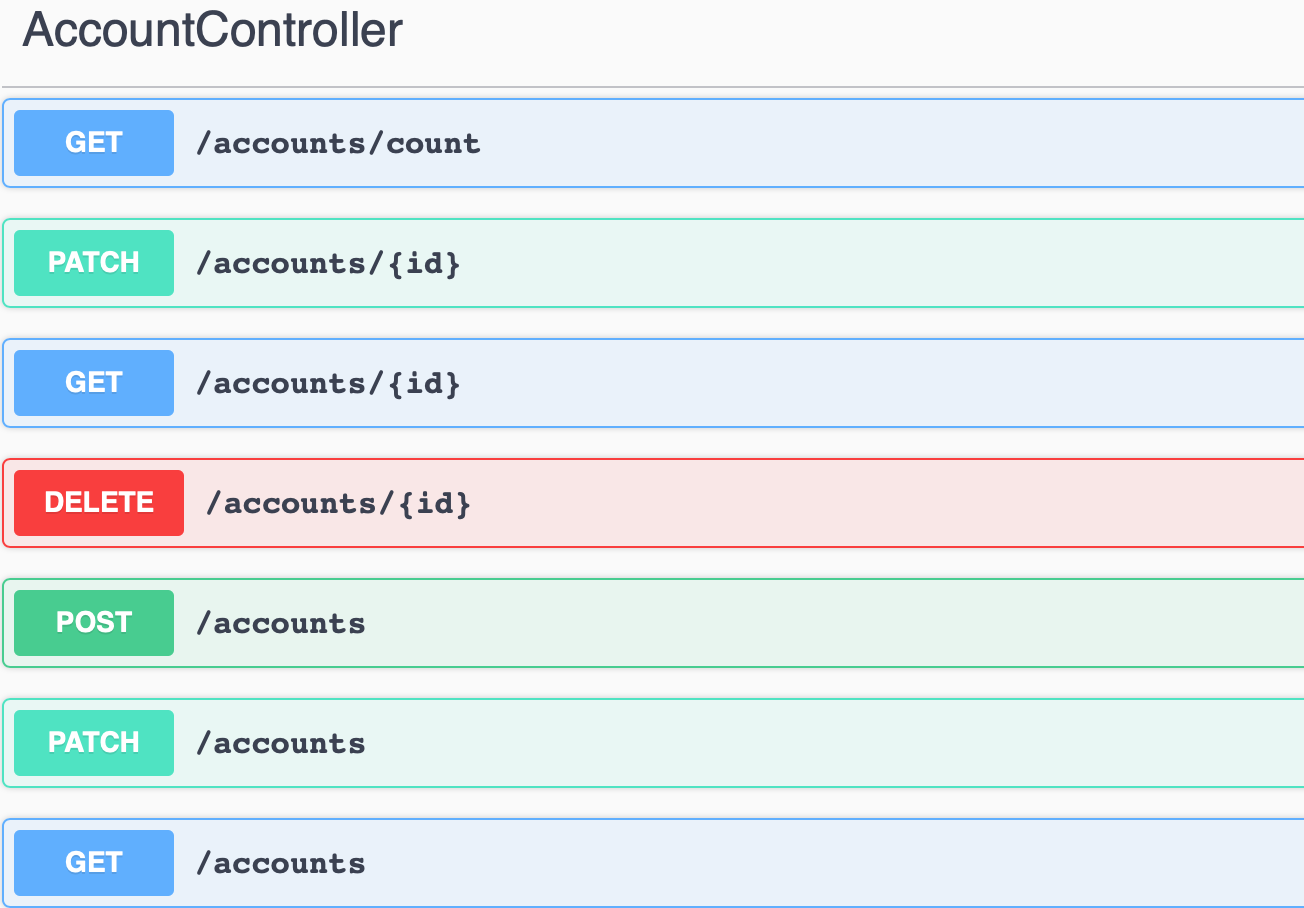 AccountController
GET /accounts/count
PATCH /accounts/{id}
GET /accounts/{id}
DELETE /accounts/{id}
POST /accounts
PATCH /accounts
GET /accounts